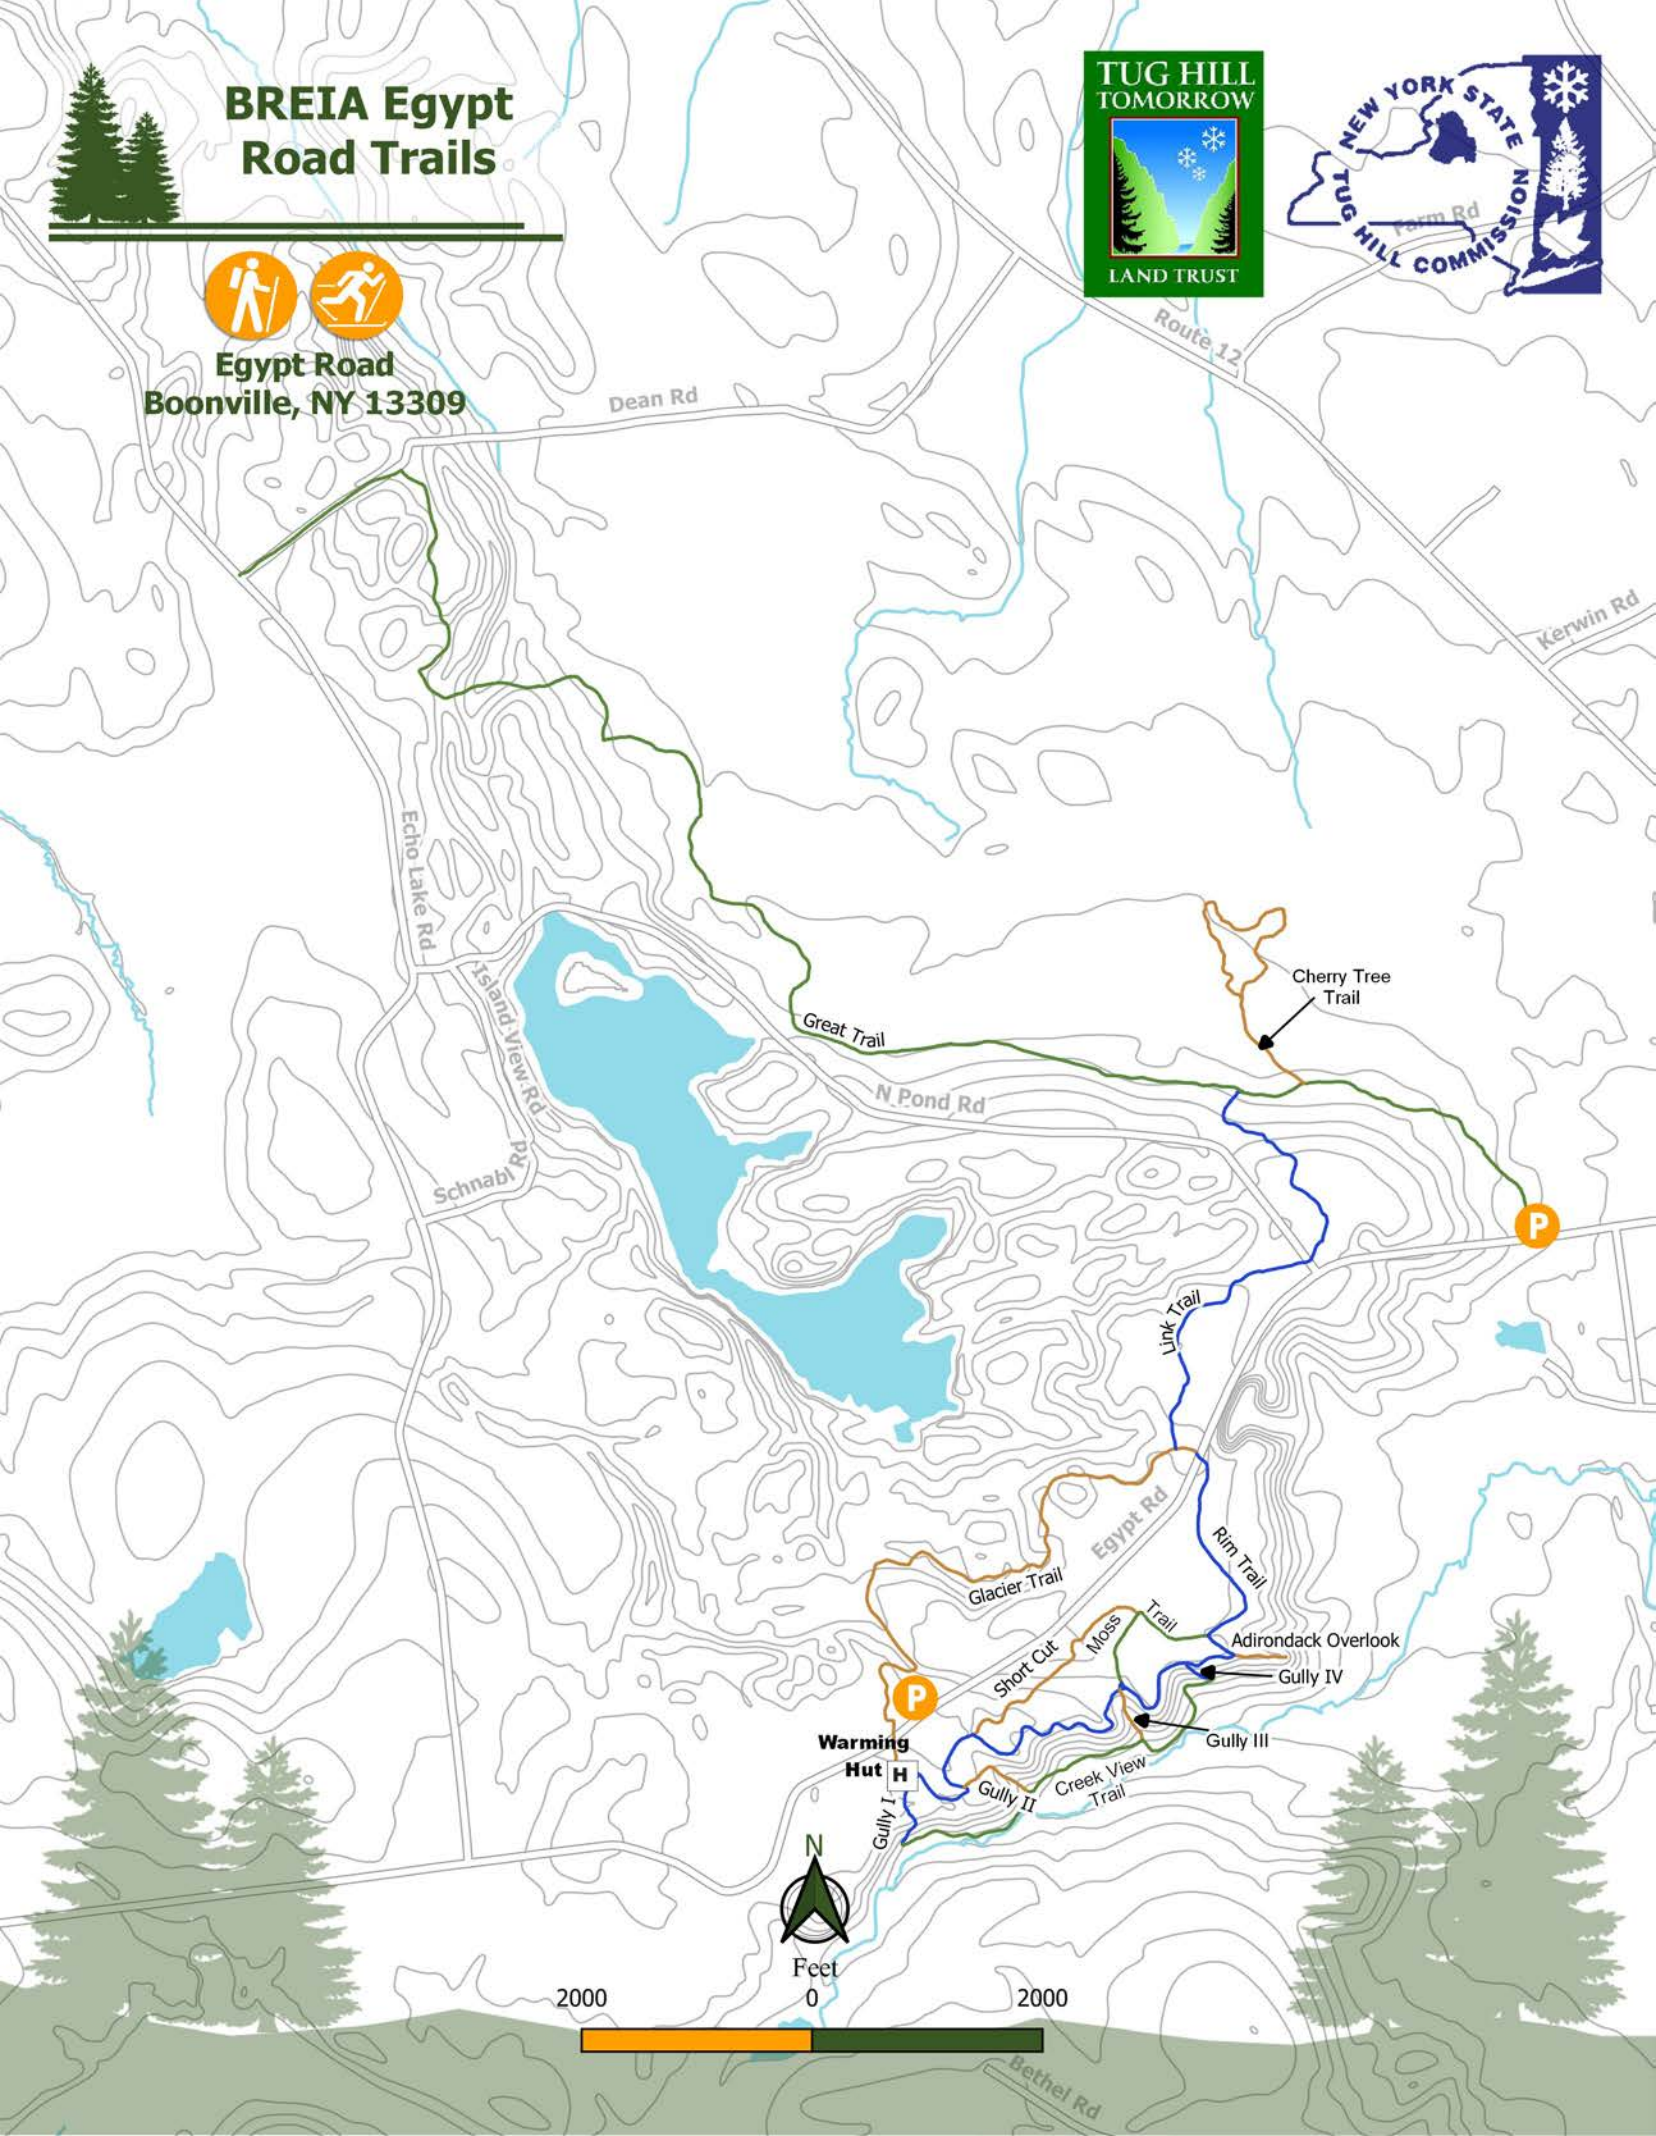 BREIA Egypt
Road Trails
TUG HILL
TOMORROW
LAND TRUST
NEW YORK STATE
TUG HILL COMMISSION
Farm Rd
Egypt Road
Boonville, NY 13309
Route 12
Dean Rd
Kerwin Rd
Echo Lake Rd
Island View Rd
Cherry Tree
Trail
Great Trail
N Pond Rd
Schnabl Rd
P
Link Trail
Egypt Rd
Rim Trail
Glacier Trail
Moss Trail
Short Cut
Adirondack Overlook
Gully IV
P
Gully III
Warming
Hut H
Creek View
Trail
Gully II
Gully I
N
Feet
2000 0 2000
Bethel Rd